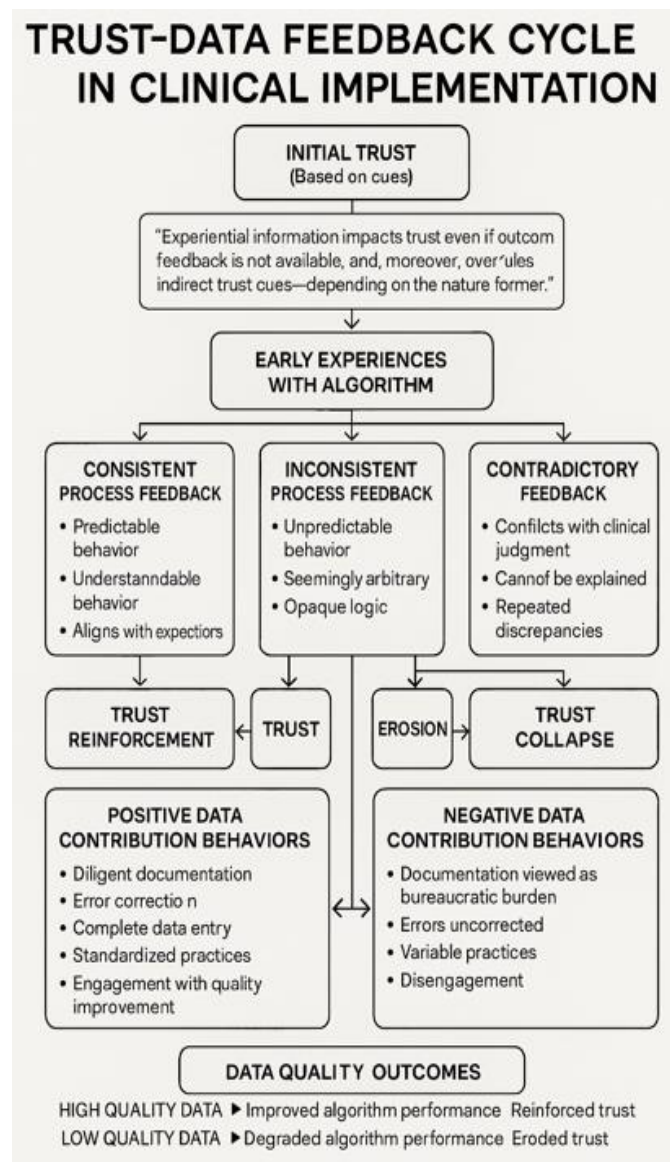 TRUST-DATA FEEDBACK CYCLE
IN CLINICAL IMPLEMENTATION
INITIAL TRUST
(Based on cues)
"Experiential information impacts trust even if outcom
feedback is not available, and, moreover, over'ules
indirect trust cues—depending on the nature former."
EARLY EXPERIENCES
WITH ALGORITHM
CONSISTENT
PROCESS FEEDBACK
• Predictable
behavior
• Understanndable
behavior
• Aligns with expectiors
INCONSISTENT
PROCESS FEEDBACK
• Unpredictable
behavior
• Seemingly arbitrary
• Opaque logic
CONTRADICTORY
FEEDBACK
• Confilcts with clinical
judgment
• Cannof be explained
• Repeated
discrepancies
TRUST
REINFORCEMENT
TRUST
EROSION
TRUST
COLLAPSE
POSITIVE DATA
CONTRIBUTION BEHAVIORS
• Diligent documentation
• Error correctio n
• Complete data entry
• Standardized practices
• Engagement with quality
improvement
NEGATIVE DATA
CONTRIBUTION BEHAVIORS
• Documentation viewed as
bureaucratic burden
• Errors uncorrected
• Variable practices
• Disengagement
DATA QUALITY OUTCOMES
HIGH QUALITY DATA ▶ Improved algorithm performance Reinforced trust
LOW QUALITY DATA ▶ Degraded algorithm performance Eroded trust